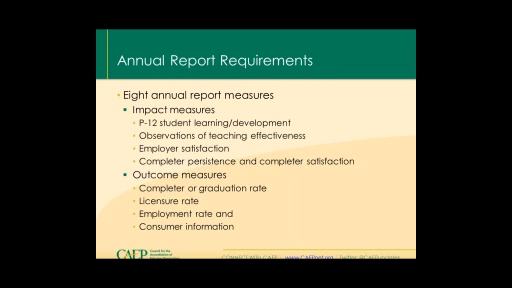 Annual Report Requirements
Eight annual report measures
Impact measures
P-12 student learning/development
Observations of teaching effectiveness
Employer satisfaction
Completer persistence and completer satisfaction
Outcome measures
Completer or graduation rate
Licensure rate
Employment rate and
Consumer information
CAEP
www.CAEPnet.org